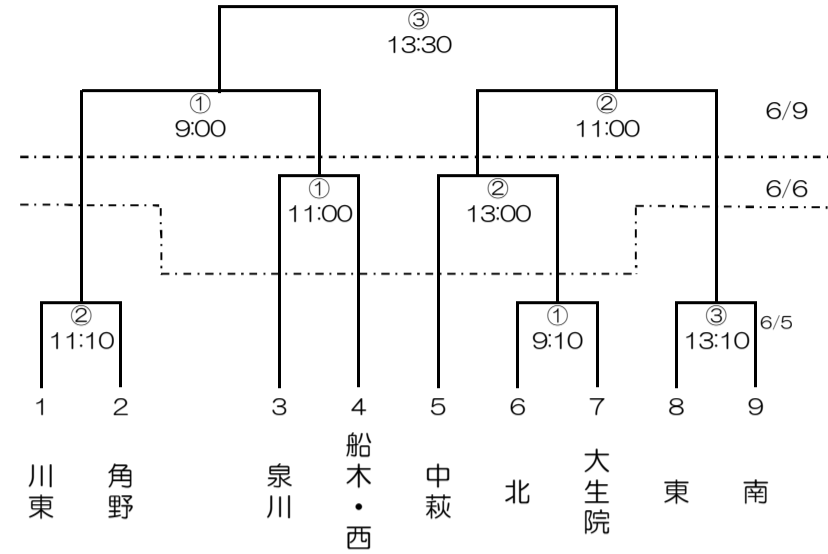 ③
13:30
①
9:00
②
11:00
6/9
6/6
①
11:00
②
13:00
②
11:10
①
9:10
③
13:10
6/5
1 2 3 4 5 6 7 8 9
川東
角野
泉川
船木・西
中萩
北
大生院
東
南